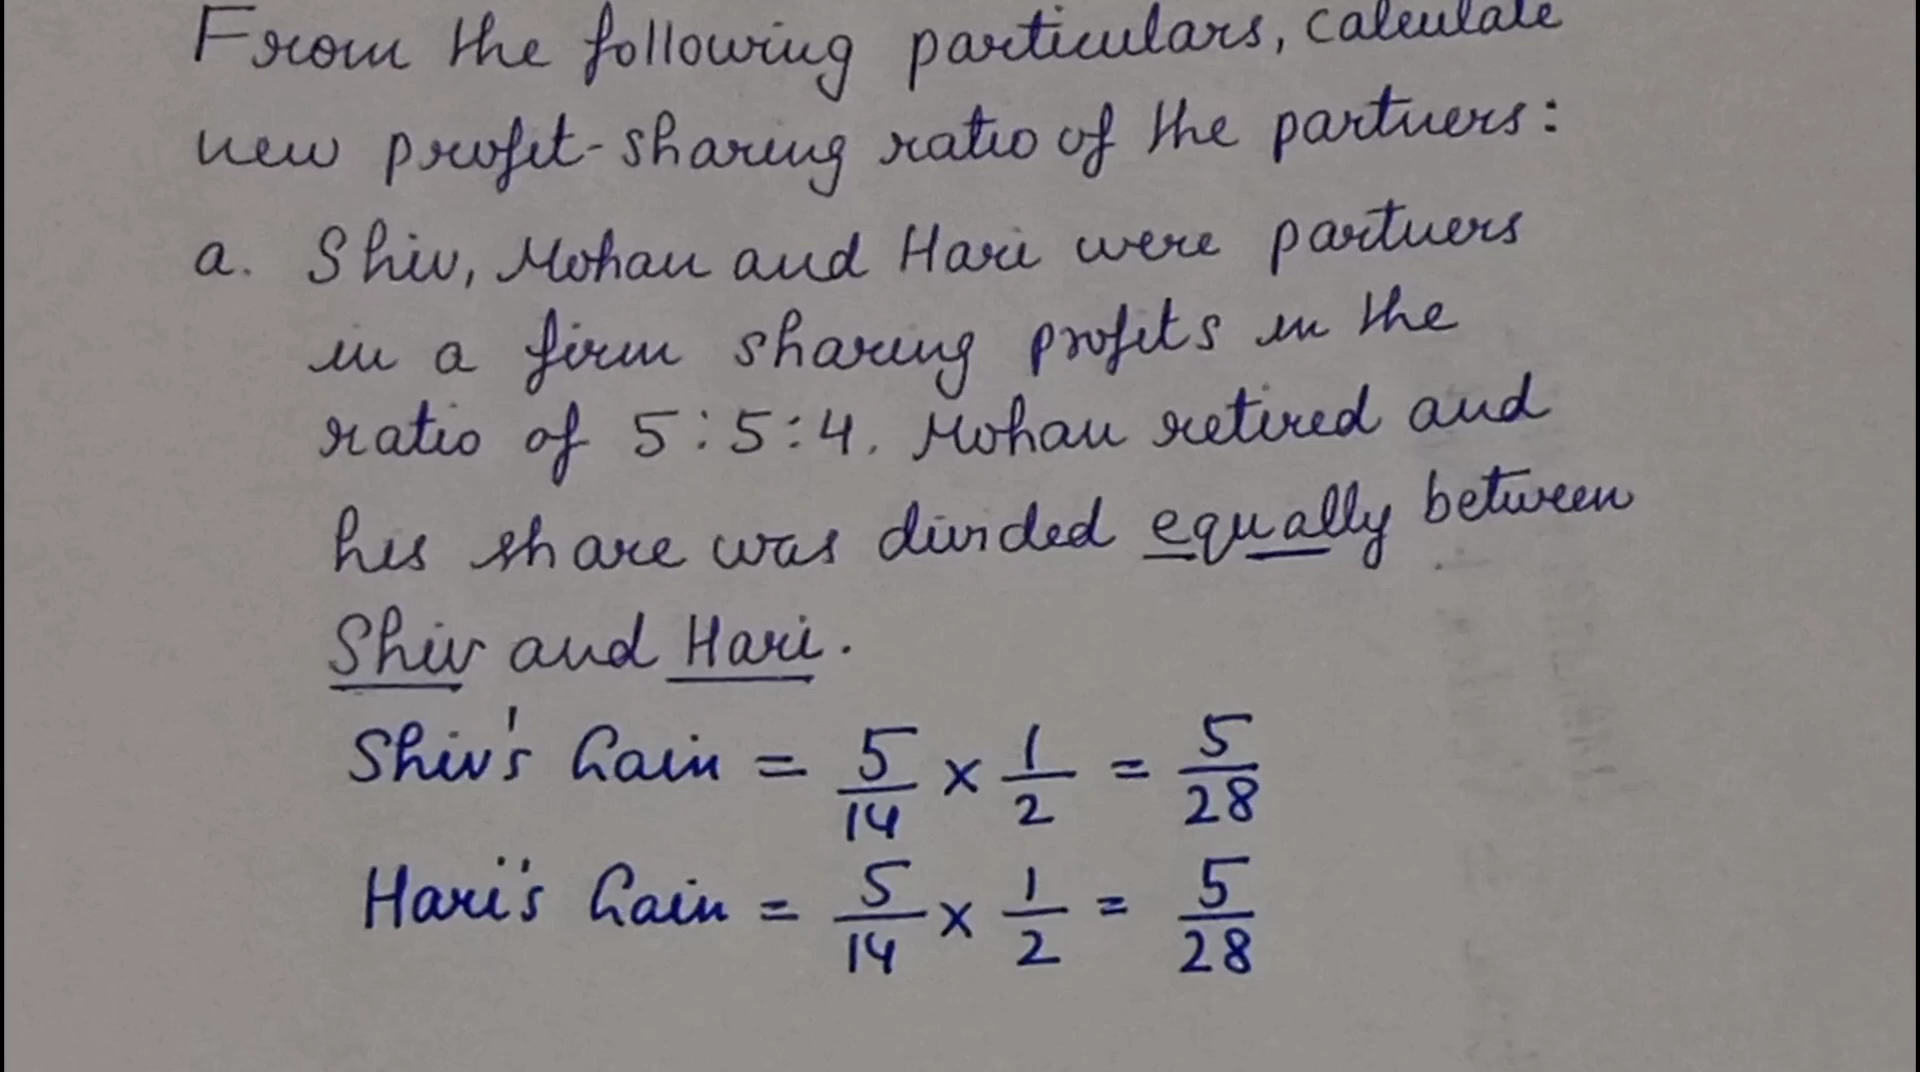 From the following particulars, calculate
new profit-sharing ratio of the partners:
a. Shiv, Mohan and Hari were partners
in a firm sharing profits in the
ratio of 5:5:4. Mohan retired and
his share was divided equally between
Shiv and Hari.
Shiv's Gain = 5/14 × 1/2 = 5/28
Hari's Gain = 5/14 × 1/2 = 5/28